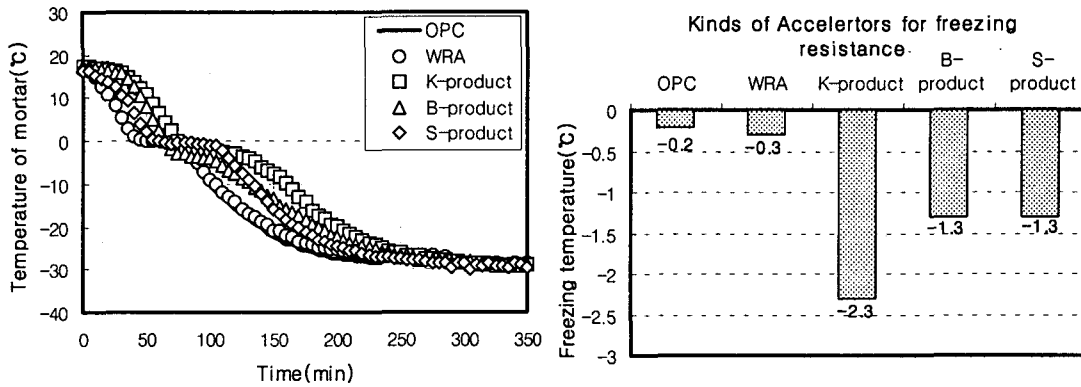 Temperature of mortar(℃)
30
20
10
0
-10
-20
-30
-40
0 50 100 150 200 250 300 350
Time(min)
OPC
WRA
K-product
B-product
S-product
Kinds of Accelertors for freezing
resistance
OPC WRA K-product B-product S-product
Freezing temperature(℃)
0
-0.5
-1
-1.5
-2
-2.5
-3
-0.2
-0.3
-2.3
-1.3
-1.3